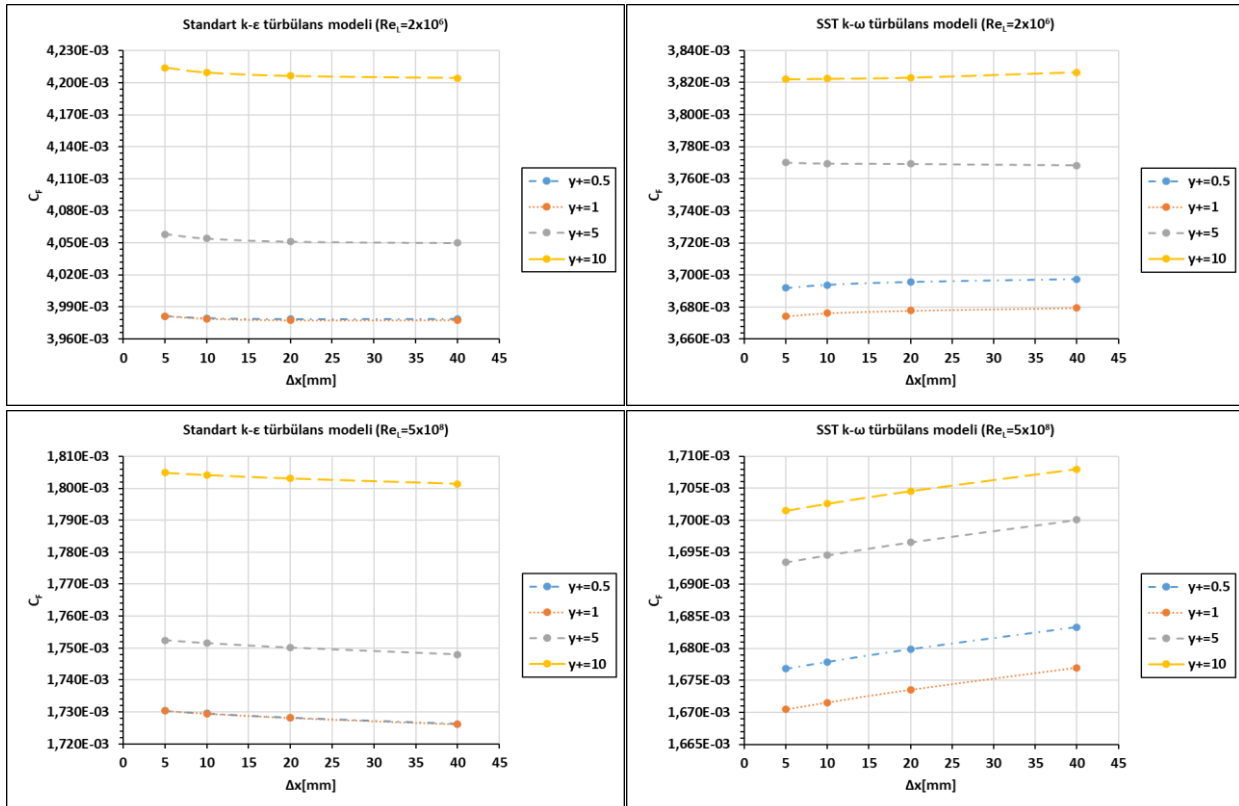 Standart k-ε türbülans modeli (Re_L=2x10⁶)
4,230E-03
4,200E-03
4,170E-03
4,140E-03
4,110E-03
4,080E-03
4,050E-03
4,020E-03
3,990E-03
3,960E-03
C_F
0 5 10 15 20 25 30 35 40 45
Δx[mm]
y+=0.5
y+=1
y+=5
y+=10
SST k-ω türbülans modeli (Re_L=2x10⁶)
3,840E-03
3,820E-03
3,800E-03
3,780E-03
3,760E-03
3,740E-03
3,720E-03
3,700E-03
3,680E-03
3,660E-03
C_F
0 5 10 15 20 25 30 35 40 45
Δx[mm]
y+=0.5
y+=1
y+=5
y+=10
Standart k-ε türbülans modeli (Re_L=5x10⁸)
1,810E-03
1,800E-03
1,790E-03
1,780E-03
1,770E-03
1,760E-03
1,750E-03
1,740E-03
1,730E-03
1,720E-03
C_F
0 5 10 15 20 25 30 35 40 45
Δx[mm]
y+=0.5
y+=1
y+=5
y+=10
SST k-ω türbülans modeli (Re_L=5x10⁸)
1,710E-03
1,705E-03
1,700E-03
1,695E-03
1,690E-03
1,685E-03
1,680E-03
1,675E-03
1,670E-03
1,665E-03
C_F
0 5 10 15 20 25 30 35 40 45
Δx[mm]
y+=0.5
y+=1
y+=5
y+=10